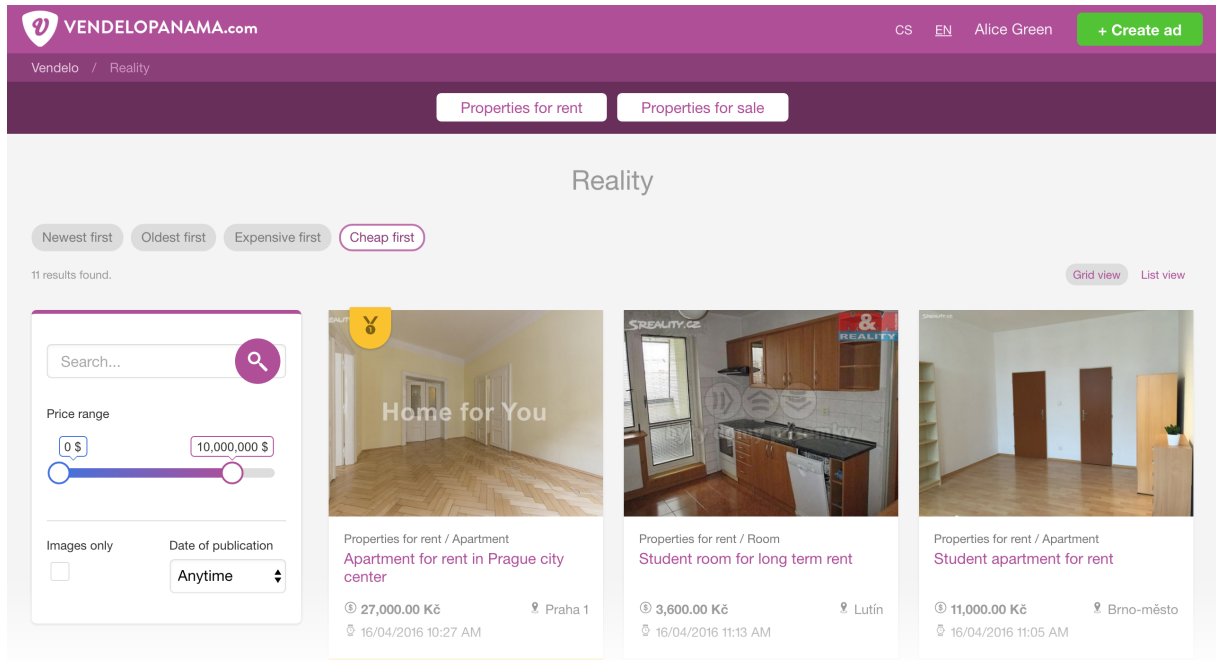 VENDELOPANAMA.com
CS EN Alice Green + Create ad
Vendelo / Reality
Properties for rent Properties for sale
Reality
Newest first Oldest first Expensive first Cheap first
11 results found.
Grid view List view
Search...
Price range
0 $ 10,000,000 $
Images only Date of publication
Anytime
Home for You
Properties for rent / Apartment
Apartment for rent in Prague city
center
27,000.00 Kč Praha 1
16/04/2016 10:27 AM
SREALITY.CZ
&
REALITY
Properties for rent / Room
Student room for long term rent
3,600.00 Kč Lutín
16/04/2016 11:13 AM
SREALITY.CZ
Properties for rent / Apartment
Student apartment for rent
11,000.00 Kč Brno-město
16/04/2016 11:05 AM